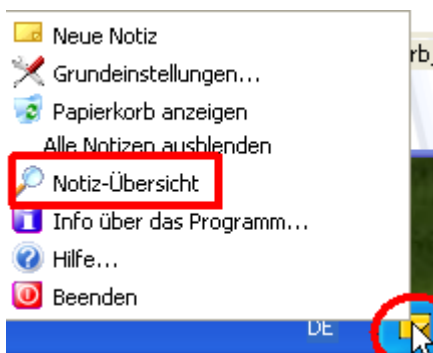 Neue Notiz
Grundeinstellungen...
Papierkorb anzeigen
Alle Notizen ausblenden
Notiz-Übersicht
Info über das Programm...
Hilfe...
Beenden
DE